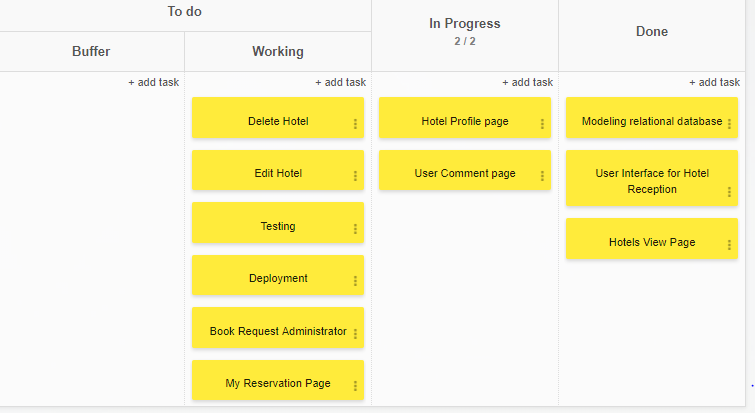 To do
Buffer
Working
In Progress
2 / 2
Done
+ add task
+ add task
+ add task
+ add task
Delete Hotel
Edit Hotel
Testing
Deployment
Book Request Administrator
My Reservation Page
Hotel Profile page
User Comment page
Modeling relational database
User Interface for Hotel
Reception
Hotels View Page